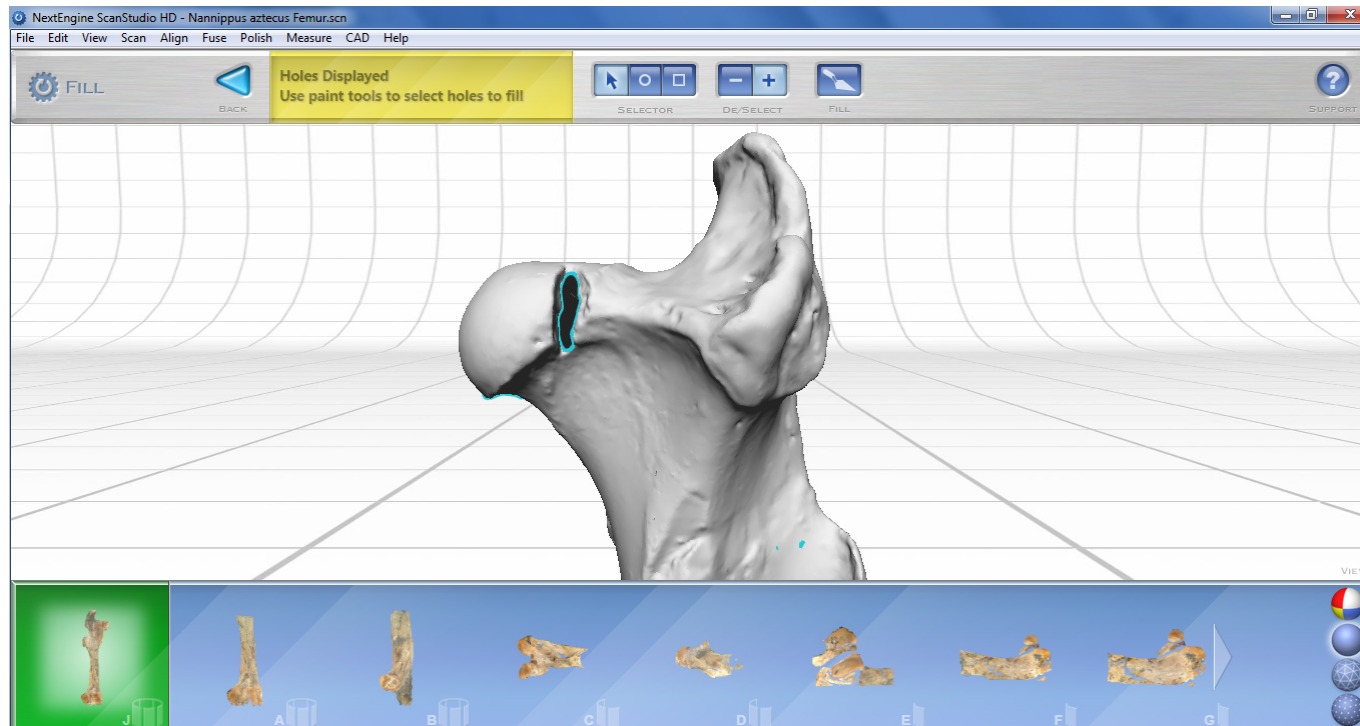 NextEngine ScanStudio HD - Nannippus aztecus Femur.scn
File Edit View Scan Align Fuse Polish Measure CAD Help
FILL
BACK
Holes Displayed
Use paint tools to select holes to fill
SELECTOR
DE/SELECT
FILL
SUPPORT
VIE
J
A
B
C
D
E
F
G